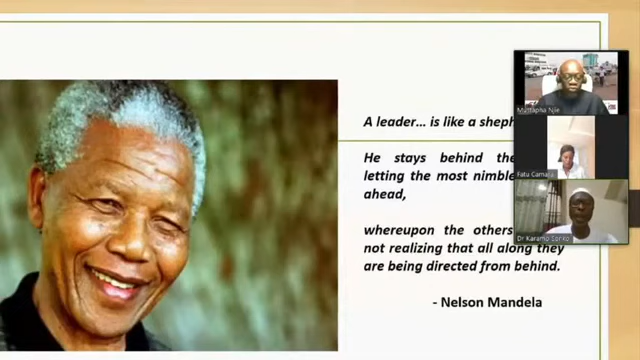 A leader… is like a sheph
He stays behind the
letting the most nimble
ahead,
whereupon the others
not realizing that all along they
are being directed from behind.
- Nelson Mandela
Mustapha Njie
Fatu Camara
Dr Karamo Sonko